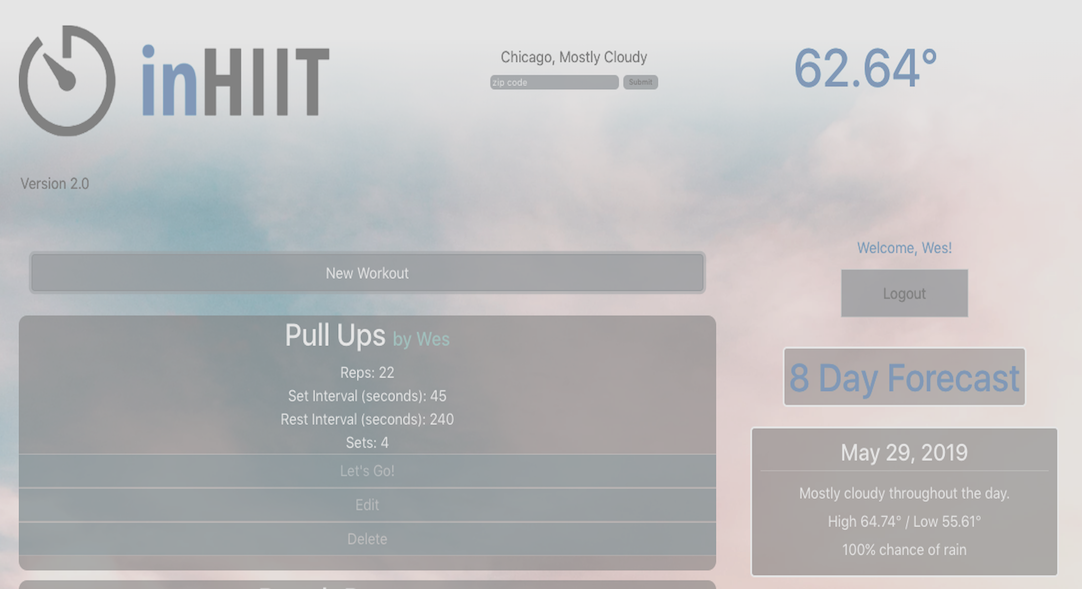 inHIIT
Chicago, Mostly Cloudy
zip code
Submit
62.64°
Version 2.0
Welcome, Wes!
New Workout
Logout
Pull Ups by Wes
Reps: 22
Set Interval (seconds): 45
Rest Interval (seconds): 240
Sets: 4
Let's Go!
Edit
Delete
8 Day Forecast
May 29, 2019
Mostly cloudy throughout the day.
High 64.74° / Low 55.61°
100% chance of rain